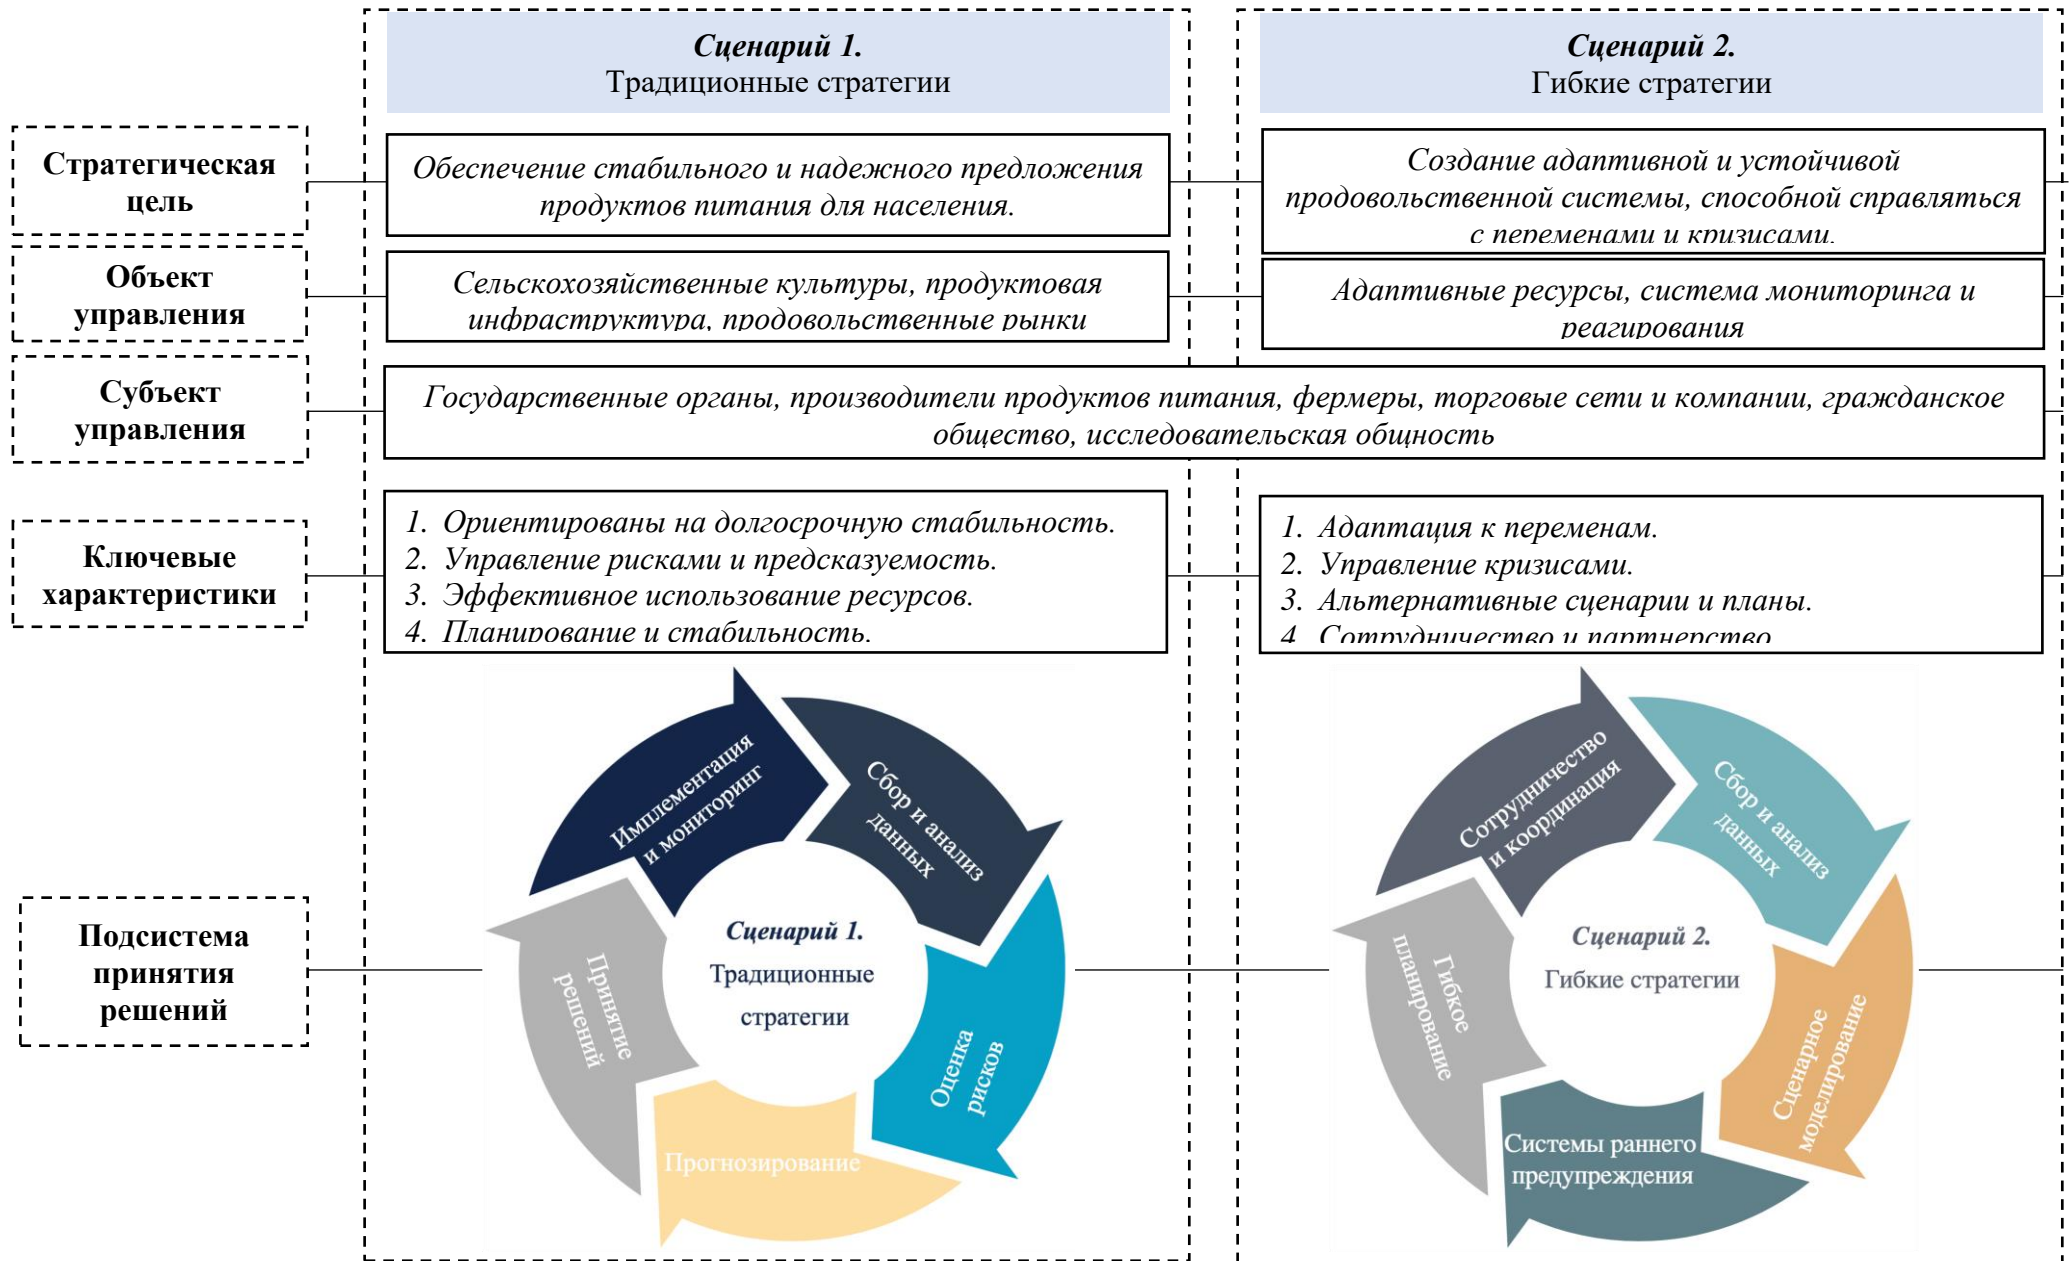 Сценарий 1.
Традиционные стратегии
Сценарий 2.
Гибкие стратегии
Стратегическая
цель
Обеспечение стабильного и надежного предложения
продуктов питания для населения.
Создание адаптивной и устойчивой
продовольственной системы, способной справляться
с переменами и кризисами.
Объект
управления
Сельскохозяйственные культуры, продуктовая
инфраструктура, продовольственные рынки
Адаптивные ресурсы, система мониторинга и
реагирования
Субъект
управления
Государственные органы, производители продуктов питания, фермеры, торговые сети и компании, гражданское
общество, исследовательская общность
Ключевые
характеристики
1. Ориентированы на долгосрочную стабильность.
2. Управление рисками и предсказуемость.
3. Эффективное использование ресурсов.
4. Планирование и стабильность.
1. Адаптация к переменам.
2. Управление кризисами.
3. Альтернативные сценарии и планы.
4 Сотрудничество и партнерство
Подсистема
принятия
решений
Имплементация
и мониторинг
Сбор и анализ
данных
Оценка
рисков
Прогнозирование
Принятие
решений
Сценарий 1.
Традиционные
стратегии
Сотрудничество
и координация
Сбор и анализ
данных
Сценарное
моделирование
Системы раннего
предупреждения
Гибкое
планирование
Сценарий 2.
Гибкие стратегии